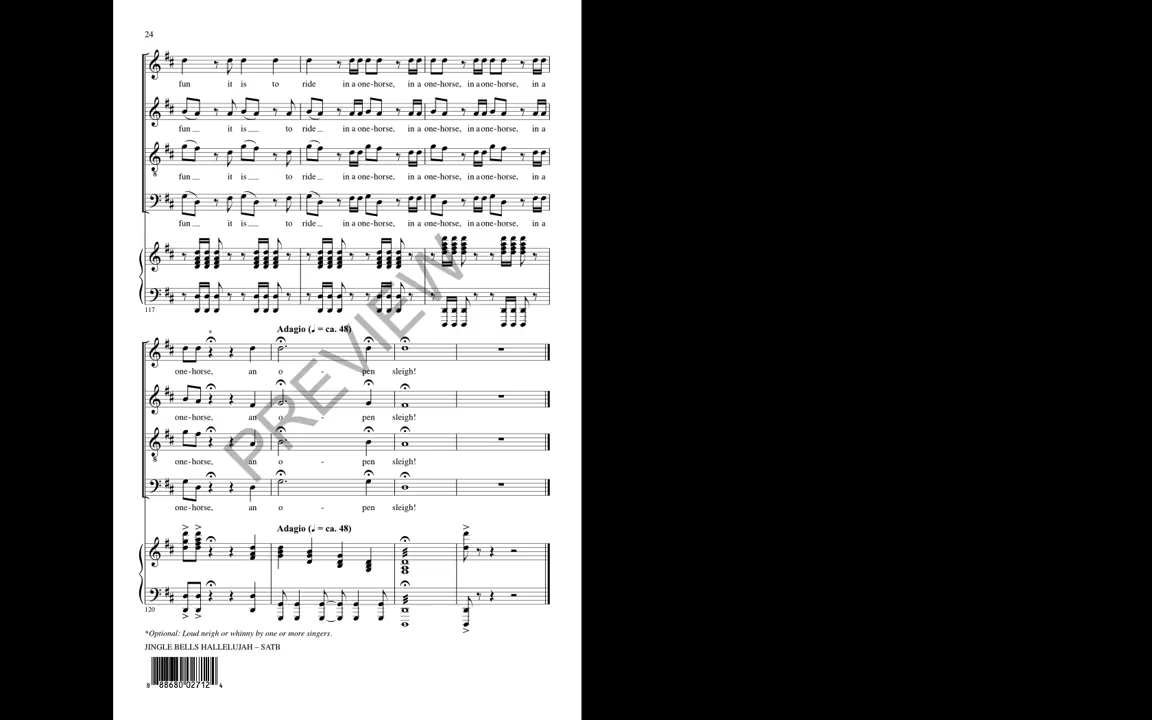 24
fun it is to ride in a one-horse, in a one-horse, in a one-horse, in a
fun it is to ride in a one-horse, in a one-horse, in a one-horse, in a
fun it is to ride in a one-horse, in a one-horse, in a one-horse, in a
fun it is to ride in a one-horse, in a one-horse, in a one-horse, in a
117
PREVIEW
*
Adagio (♩ = ca. 48)
one-horse, an o - pen sleigh!
one-horse, an o - pen sleigh!
8
one-horse, an o - pen sleigh!
one-horse, an o - pen sleigh!
Adagio (♩ = ca. 48)
120
*Optional: Loud neigh or whinny by one or more singers.
JINGLE BELLS HALLELUJAH – SATB
8 88680 02712 4